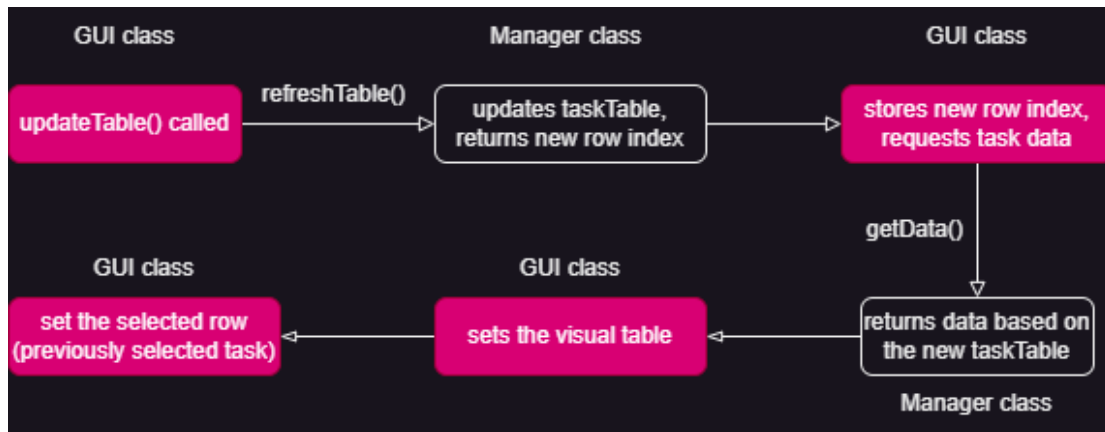 GUI class
Manager class
GUI class
updateTable() called
refreshTable()
updates taskTable,
returns new row index
stores new row index,
requests task data
getData()
GUI class
GUI class
set the selected row
(previously selected task)
sets the visual table
returns data based on
the new taskTable
Manager class